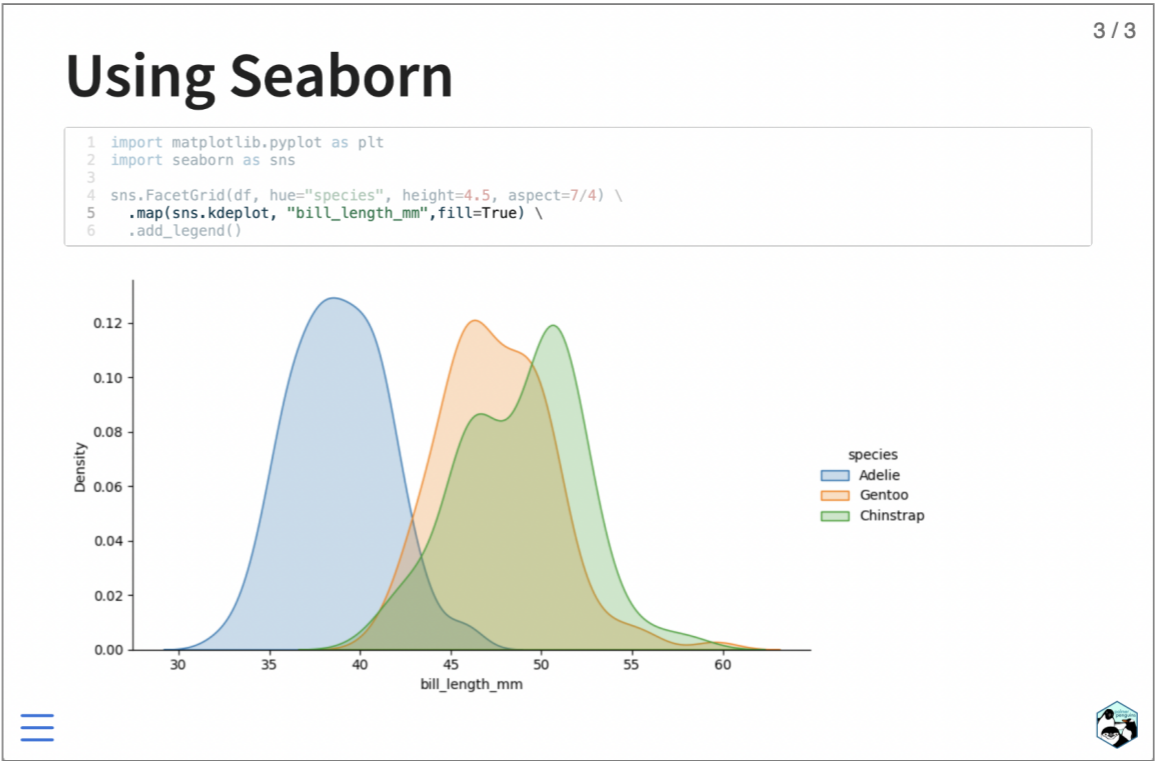 3 / 3
Using Seaborn
1 import matplotlib.pyplot as plt
2 import seaborn as sns
3
4 sns.FacetGrid(df, hue="species", height=4.5, aspect=7/4) \
5   .map(sns.kdeplot, "bill_length_mm",fill=True) \
6   .add_legend()
0.12
0.10
0.08
0.06
0.04
0.02
0.00
Density
30 35 40 45 50 55 60
bill_length_mm
species
Adelie
Gentoo
Chinstrap